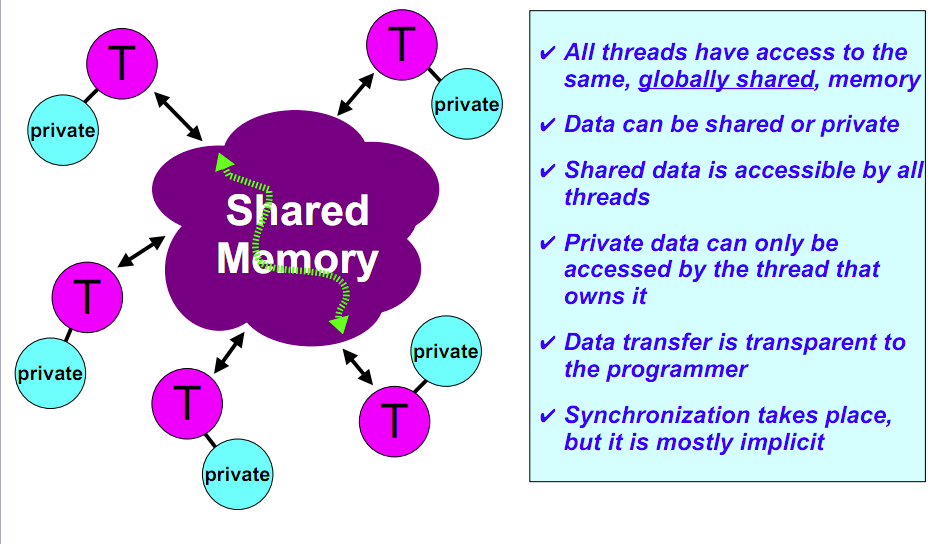 T
T
private
private
Shared
Memory
T
private
T
private
private
T
✔ All threads have access to the
same, globally shared, memory
✔ Data can be shared or private
✔ Shared data is accessible by all
threads
✔ Private data can only be
accessed by the thread that
owns it
✔ Data transfer is transparent to
the programmer
✔ Synchronization takes place,
but it is mostly implicit